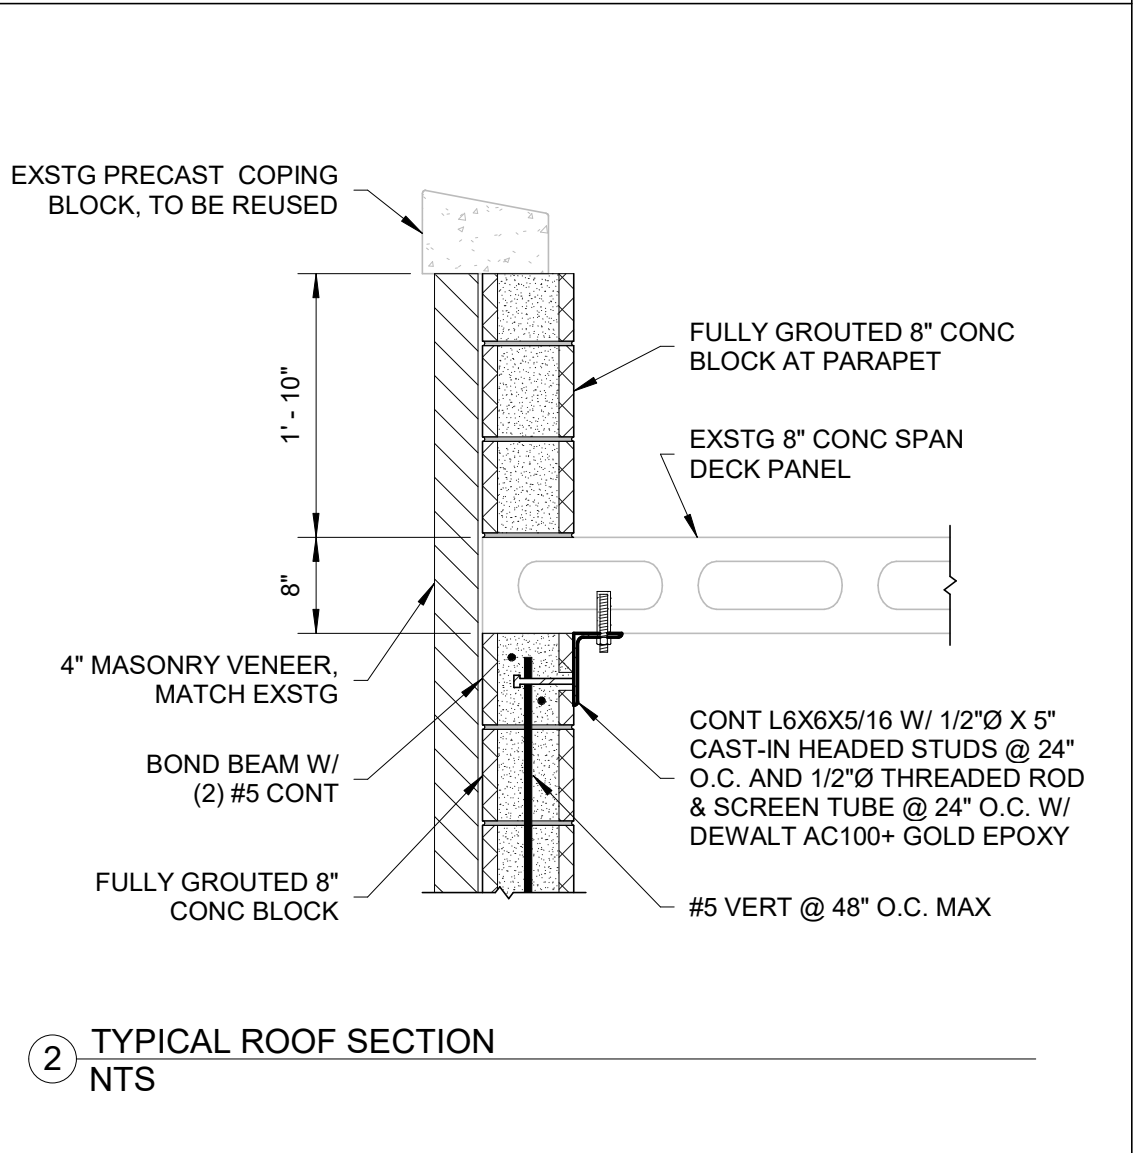 EXSTG PRECAST COPING
BLOCK, TO BE REUSED
1' - 10"
FULLY GROUTED 8" CONC
BLOCK AT PARAPET
EXSTG 8" CONC SPAN
DECK PANEL
8"
4" MASONRY VENEER,
MATCH EXSTG
BOND BEAM W/
(2) #5 CONT
FULLY GROUTED 8"
CONC BLOCK
CONT L6X6X5/16 W/ 1/2"Ø X 5"
CAST-IN HEADED STUDS @ 24"
O.C. AND 1/2"Ø THREADED ROD
& SCREEN TUBE @ 24" O.C. W/
DEWALT AC100+ GOLD EPOXY
#5 VERT @ 48" O.C. MAX
2
TYPICAL ROOF SECTION
NTS